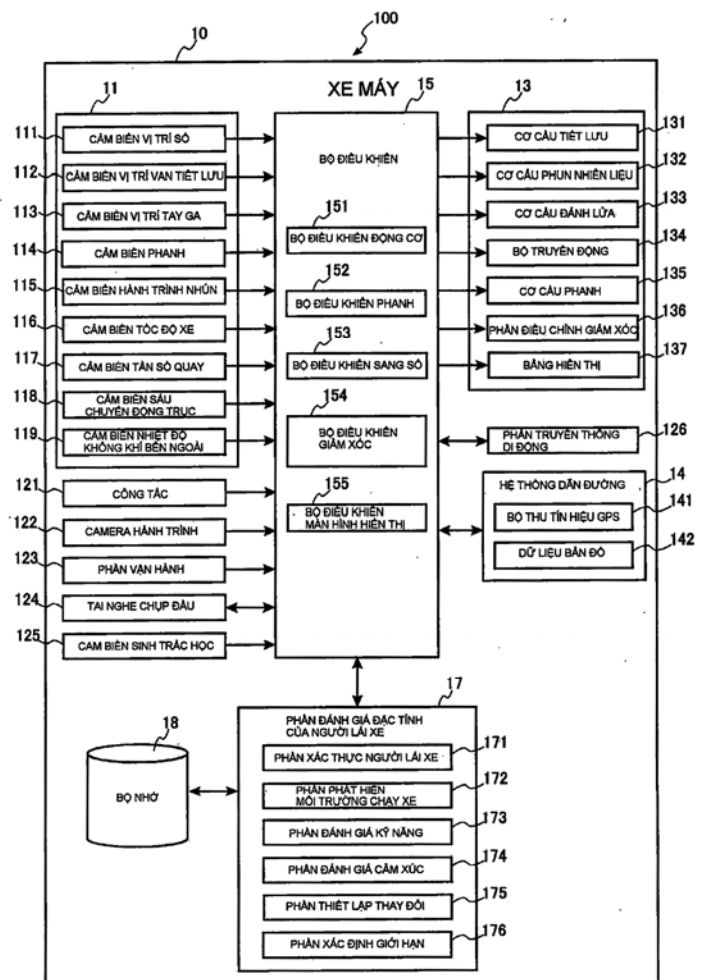 100
10
XE MÁY
11
111 CẢM BIẾN VỊ TRÍ SỐ
112 CẢM BIẾN VỊ TRÍ VAN TIẾT LƯU
113 CẢM BIẾN VỊ TRÍ TAY GA
114 CẢM BIẾN PHANH
115 CẢM BIẾN HÀNH TRÌNH NHÚN
116 CẢM BIẾN TỐC ĐỘ XE
117 CẢM BIẾN TẦN SỐ QUAY
118 CẢM BIẾN SÁU
CHUYỂN ĐỘNG TRỤC
119 CẢM BIẾN NHIỆT ĐỘ
KHÔNG KHÍ BÊN NGOÀI
121 CÔNG TẮC
122 CAMERA HÀNH TRÌNH
123 PHẦN VẬN HÀNH
124 TAI NGHE CHỤP ĐẦU
125 CẢM BIẾN SINH TRẮC HỌC
15
BỘ ĐIỀU KHIỂN
151
BỘ ĐIỀU KHIỂN ĐỘNG CƠ
152
BỘ ĐIỀU KHIỂN PHANH
153
BỘ ĐIỀU KHIỂN SANG SỐ
154
BỘ ĐIỀU KHIỂN
GIẢM XÓC
155
BỘ ĐIỀU KHIỂN
MÀN HÌNH HIỂN THỊ
13
CƠ CẤU TIẾT LƯU 131
CƠ CẤU PHUN NHIÊN LIỆU 132
CƠ CẤU ĐÁNH LỬA 133
BỘ TRUYỀN ĐỘNG 134
CƠ CẤU PHANH 135
PHẦN ĐIỀU CHỈNH GIẢM XÓC 136
BẢNG HIỂN THỊ 137
PHẦN TRUYỀN THÔNG
DI ĐỘNG 126
HỆ THỐNG DẪN ĐƯỜNG 14
BỘ THU TÍN HIỆU GPS 141
DỮ LIỆU BẢN ĐỒ 142
17
PHẦN ĐÁNH GIÁ ĐẶC TÍNH
CỦA NGƯỜI LÁI XE
PHẦN XÁC THỰC NGƯỜI LÁI XE 171
PHẦN PHÁT HIỆN
MÔI TRƯỜNG CHẠY XE 172
PHẦN ĐÁNH GIÁ KỸ NĂNG 173
PHẦN ĐÁNH GIÁ CẢM XÚC 174
PHẦN THIẾT LẬP THAY ĐỔI 175
PHẦN XÁC ĐỊNH GIỚI HẠN 176
18
BỘ NHỚ